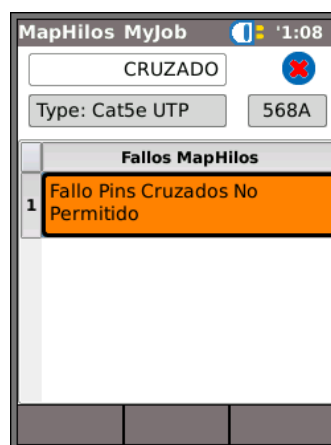 MapHilos MyJob '1:08
CRUZADO
Type: Cat5e UTP 568A
Fallos MapHilos
1 Fallo Pins Cruzados No
Permitido